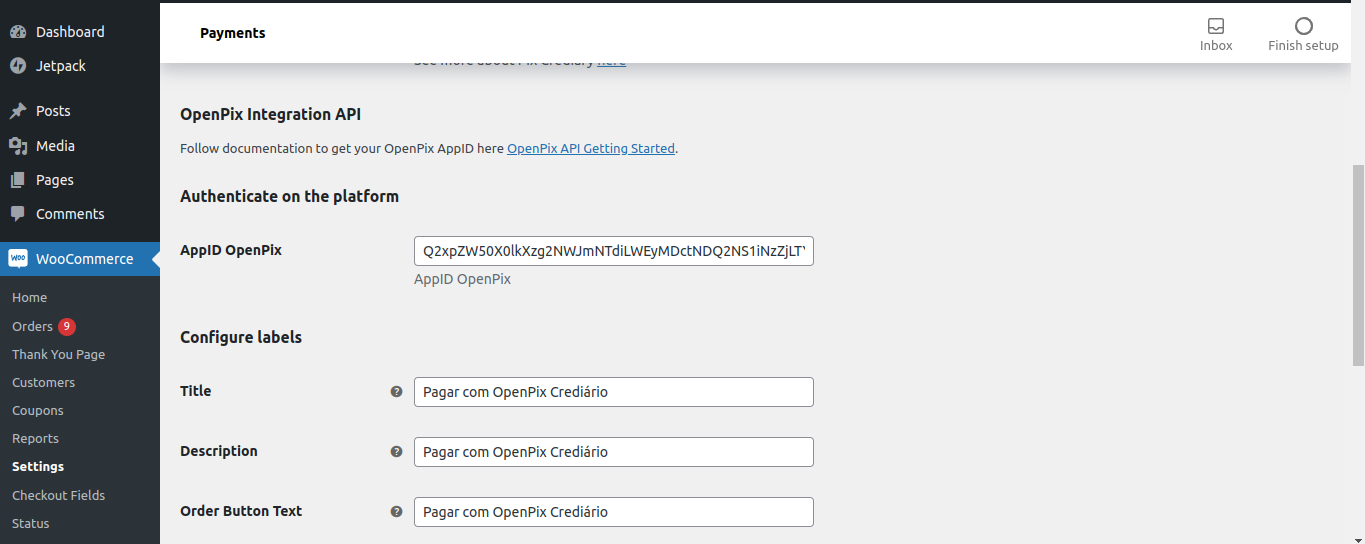 Dashboard
Jetpack
Posts
Media
Pages
Comments
WooCommerce
Home
Orders 9
Thank You Page
Customers
Coupons
Reports
Settings
Checkout Fields
Status
Payments
Inbox
Finish setup
See more about Pix Crediary here
OpenPix Integration API
Follow documentation to get your OpenPix AppID here OpenPix API Getting Started.
Authenticate on the platform
AppID OpenPix
AppID OpenPix
Configure labels
Title
Pagar com OpenPix Crediário
Description
Pagar com OpenPix Crediário
Order Button Text
Pagar com OpenPix Crediário